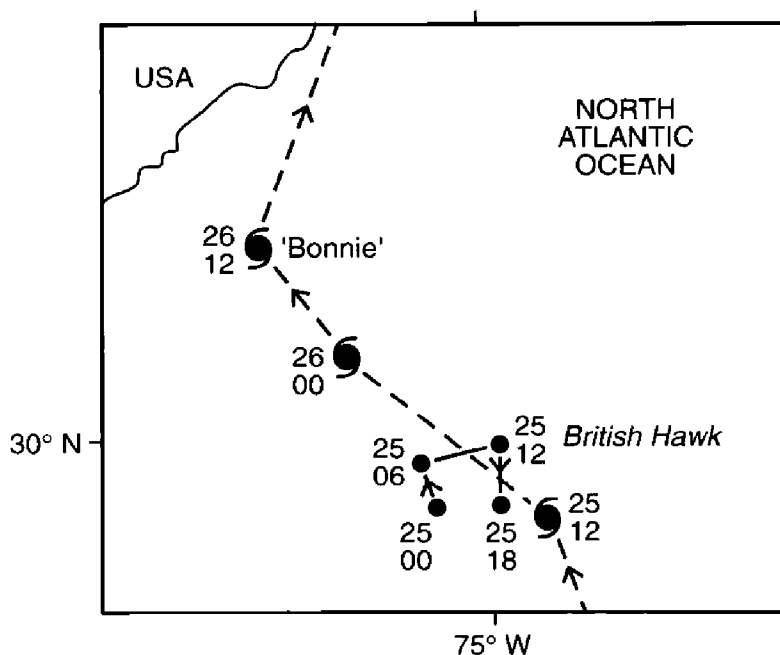 USA
NORTH
ATLANTIC
OCEAN
26
12
'Bonnie'
26
00
30° N
25
06
25
12
British Hawk
25
00
25
18
25
12
75° W